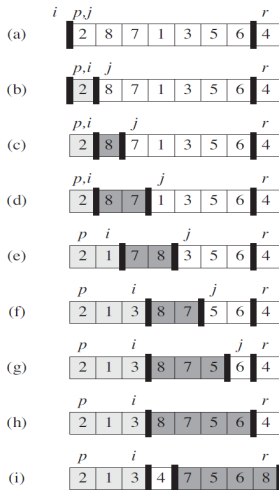 i p,j r
(a) 2 8 7 1 3 5 6 4
p,i j r
(b) 2 8 7 1 3 5 6 4
p,i j r
(c) 2 8 7 1 3 5 6 4
p,i j r
(d) 2 8 7 1 3 5 6 4
p i j r
(e) 2 1 7 8 3 5 6 4
p i j r
(f) 2 1 3 8 7 5 6 4
p i j r
(g) 2 1 3 8 7 5 6 4
p i r
(h) 2 1 3 8 7 5 6 4
p i r
(i) 2 1 3 4 7 5 6 8